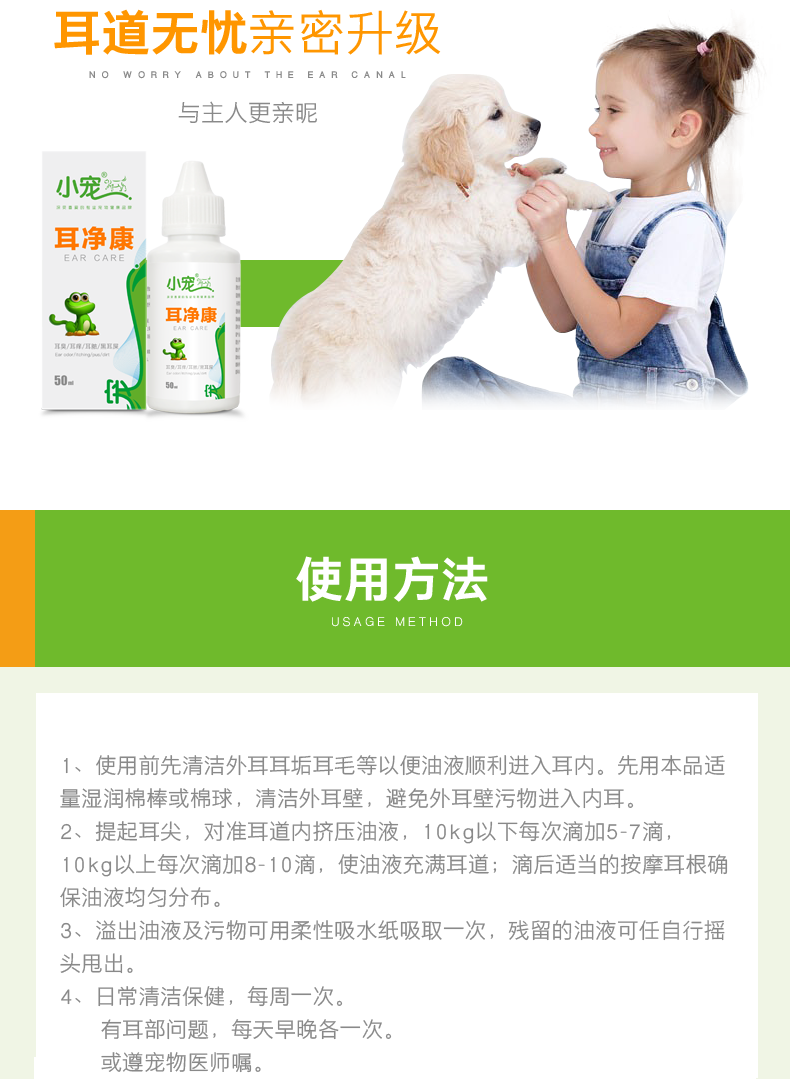 耳道无忧亲密升级
NO WORRY ABOUT THE EAR CANAL
与主人更亲昵
小宠®
耳净康
EAR CARE
耳臭/耳痒/耳脓/黑耳屎
50ml
小宠®
耳净康
EAR CARE
50ml
使用方法
USAGE METHOD
1、使用前先清洁外耳耳垢耳毛等以便油液顺利进入耳内。先用本品适
量湿润棉棒或棉球，清洁外耳壁，避免外耳壁污物进入内耳。
2、提起耳尖，对准耳道内挤压油液，10kg以下每次滴加5-7滴，
10kg以上每次滴加8-10滴，使油液充满耳道；滴后适当的按摩耳根确
保油液均匀分布。
3、溢出油液及污物可用柔性吸水纸吸取一次，残留的油液可任自行摇
头甩出。
4、日常清洁保健，每周一次。
有耳部问题，每天早晚各一次。
或遵宠物医师嘱。